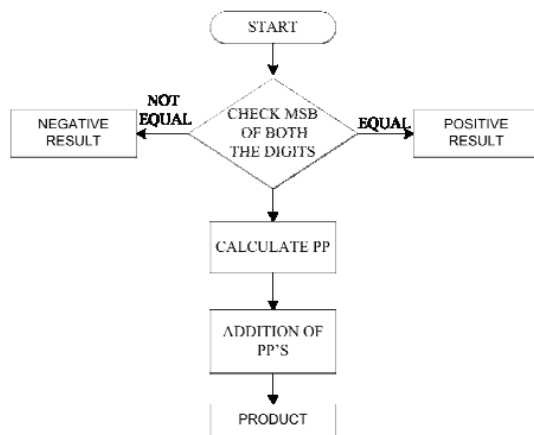 START
NOT
EQUAL
NEGATIVE
RESULT
CHECK MSB
OF BOTH
THE DIGITS
EQUAL
POSITIVE
RESULT
CALCULATE PP
ADDITION OF
PP'S
PRODUCT